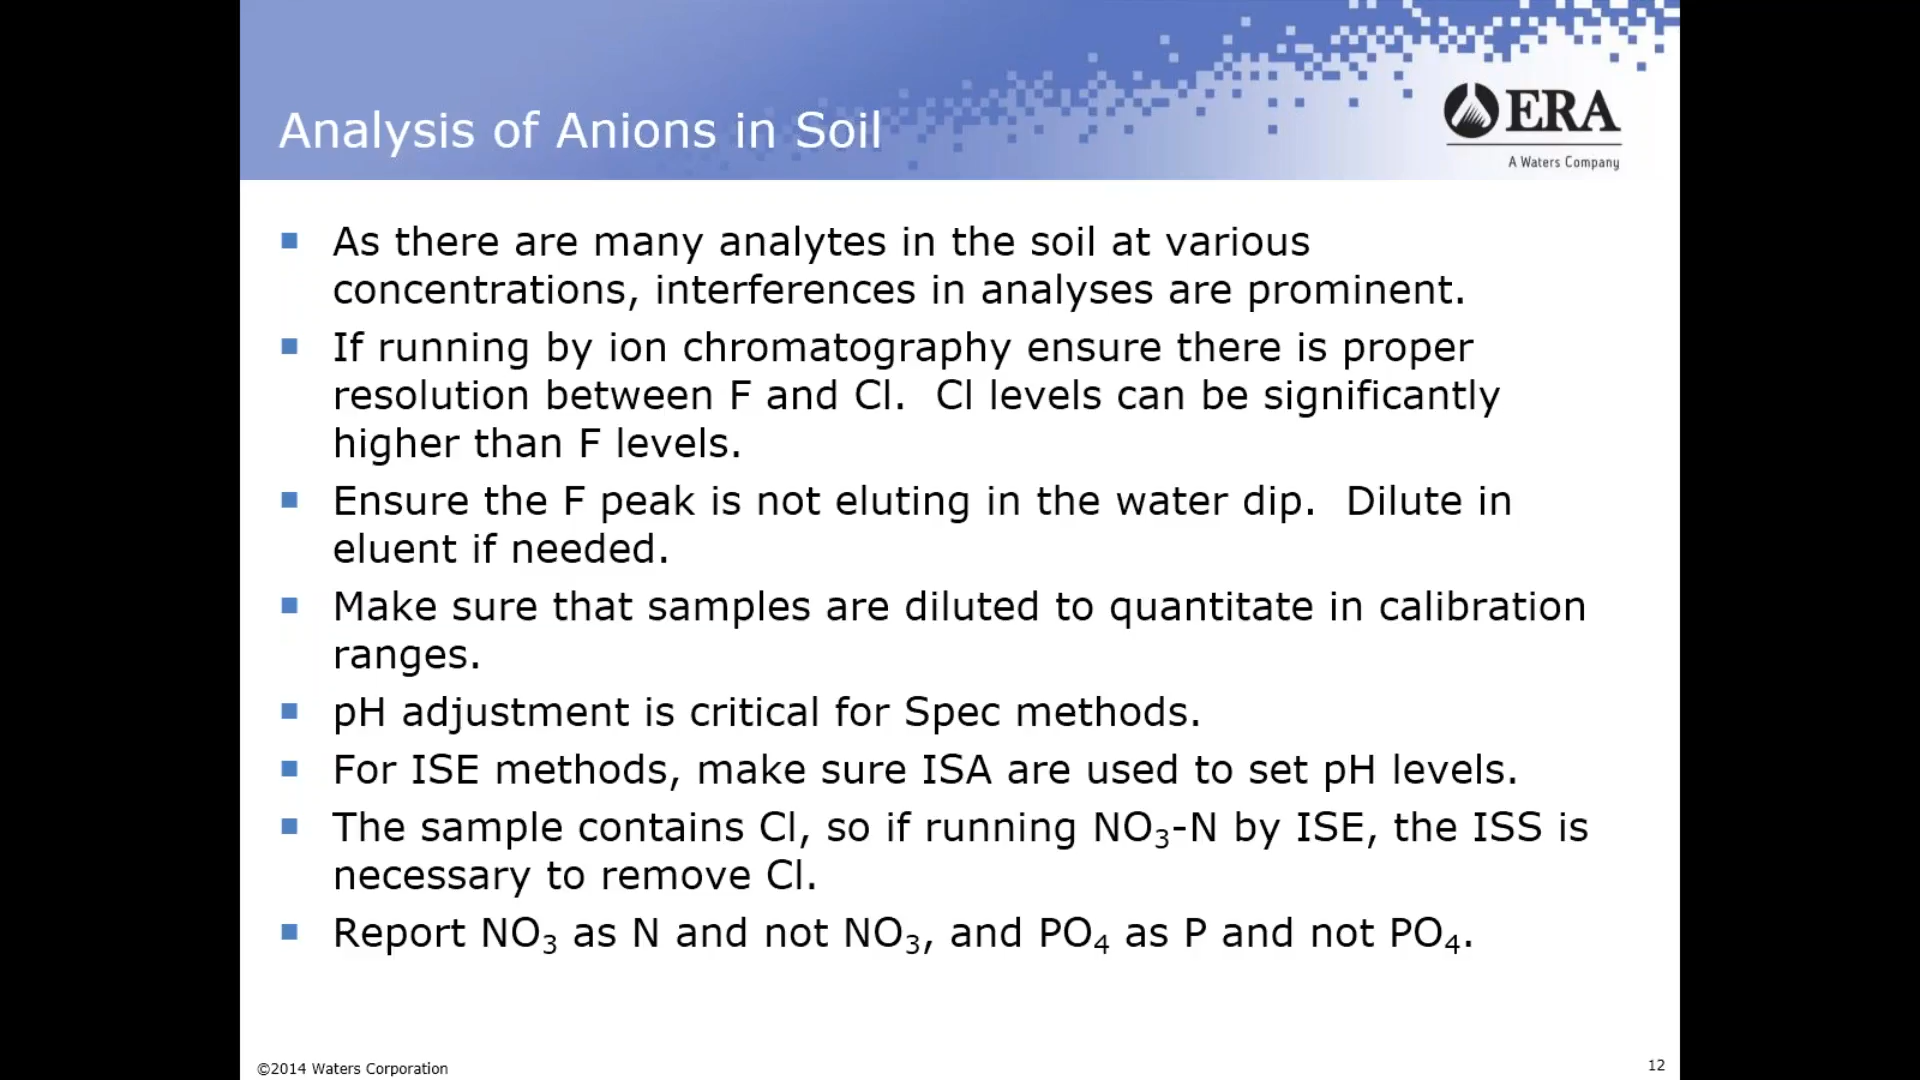 Analysis of Anions in Soil
ERA
A Waters Company
As there are many analytes in the soil at various
concentrations, interferences in analyses are prominent.
If running by ion chromatography ensure there is proper
resolution between F and Cl.  Cl levels can be significantly
higher than F levels.
Ensure the F peak is not eluting in the water dip.  Dilute in
eluent if needed.
Make sure that samples are diluted to quantitate in calibration
ranges.
pH adjustment is critical for Spec methods.
For ISE methods, make sure ISA are used to set pH levels.
The sample contains Cl, so if running NO₃-N by ISE, the ISS is
necessary to remove Cl.
Report NO₃ as N and not NO₃, and PO₄ as P and not PO₄.
©2014 Waters Corporation
12